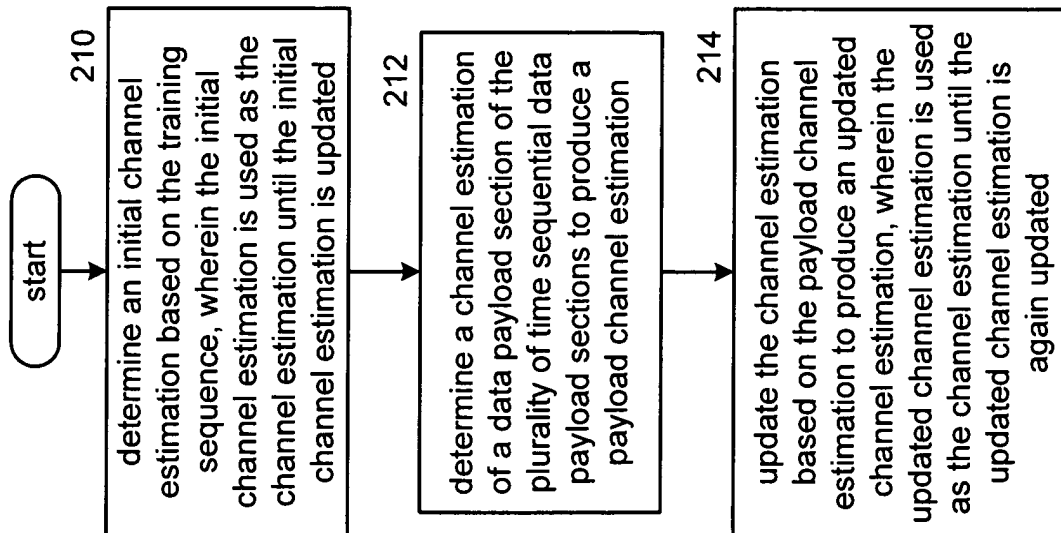 start
210
determine an initial channel
estimation based on the training
sequence, wherein the initial
channel estimation is used as the
channel estimation until the initial
channel estimation is updated
212
determine a channel estimation
of a data payload section of the
plurality of time sequential data
payload sections to produce a
payload channel estimation
214
update the channel estimation
based on the payload channel
estimation to produce an updated
channel estimation, wherein the
updated channel estimation is used
as the channel estimation until the
updated channel estimation is
again updated